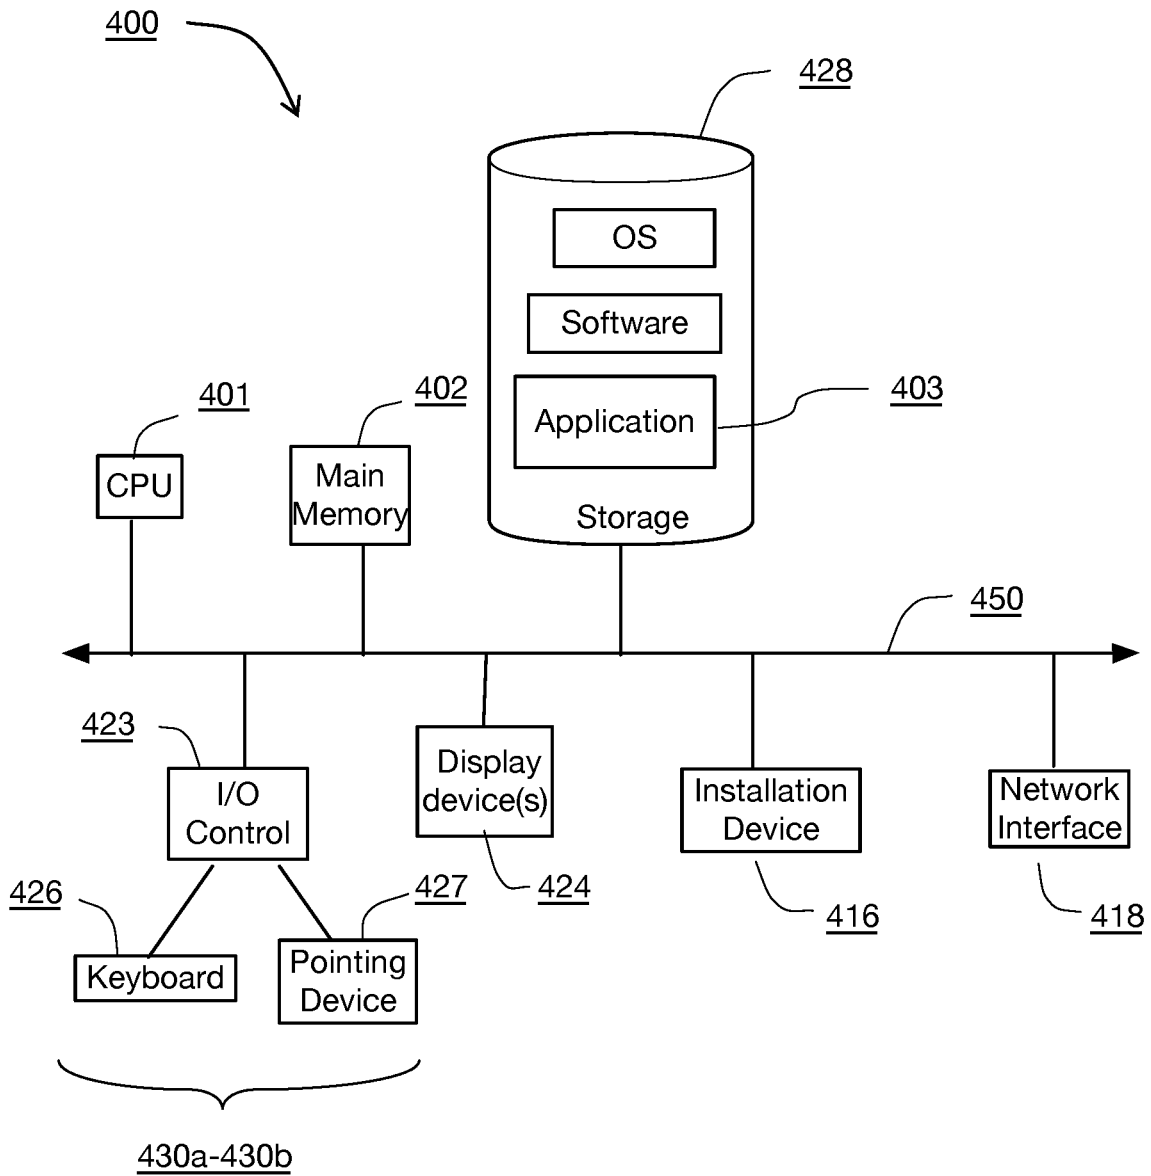 400
428
OS
Software
401
402
403
Application
CPU
Main
Memory
Storage
450
423
I/O
Control
Display
device(s)
Installation
Device
Network
Interface
426
427
424
416
418
Keyboard
Pointing
Device
430a-430b